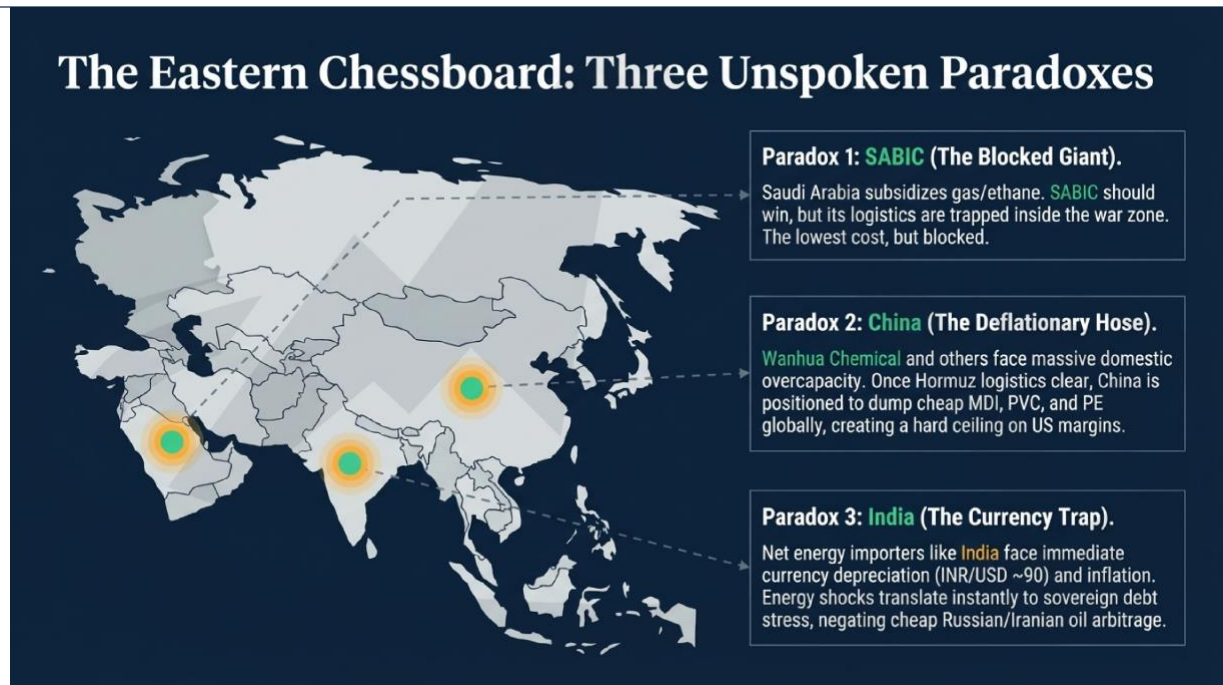 The Eastern Chessboard: Three Unspoken Paradoxes
Paradox 1: SABIC (The Blocked Giant).
Saudi Arabia subsidizes gas/ethane. SABIC should
win, but its logistics are trapped inside the war zone.
The lowest cost, but blocked.
Paradox 2: China (The Deflationary Hose).
Wanhua Chemical and others face massive domestic
overcapacity. Once Hormuz logistics clear, China is
positioned to dump cheap MDI, PVC, and PE
globally, creating a hard ceiling on US margins.
Paradox 3: India (The Currency Trap).
Net energy importers like India face immediate
currency depreciation (INR/USD ~90) and inflation.
Energy shocks translate instantly to sovereign debt
stress, negating cheap Russian/Iranian oil arbitrage.